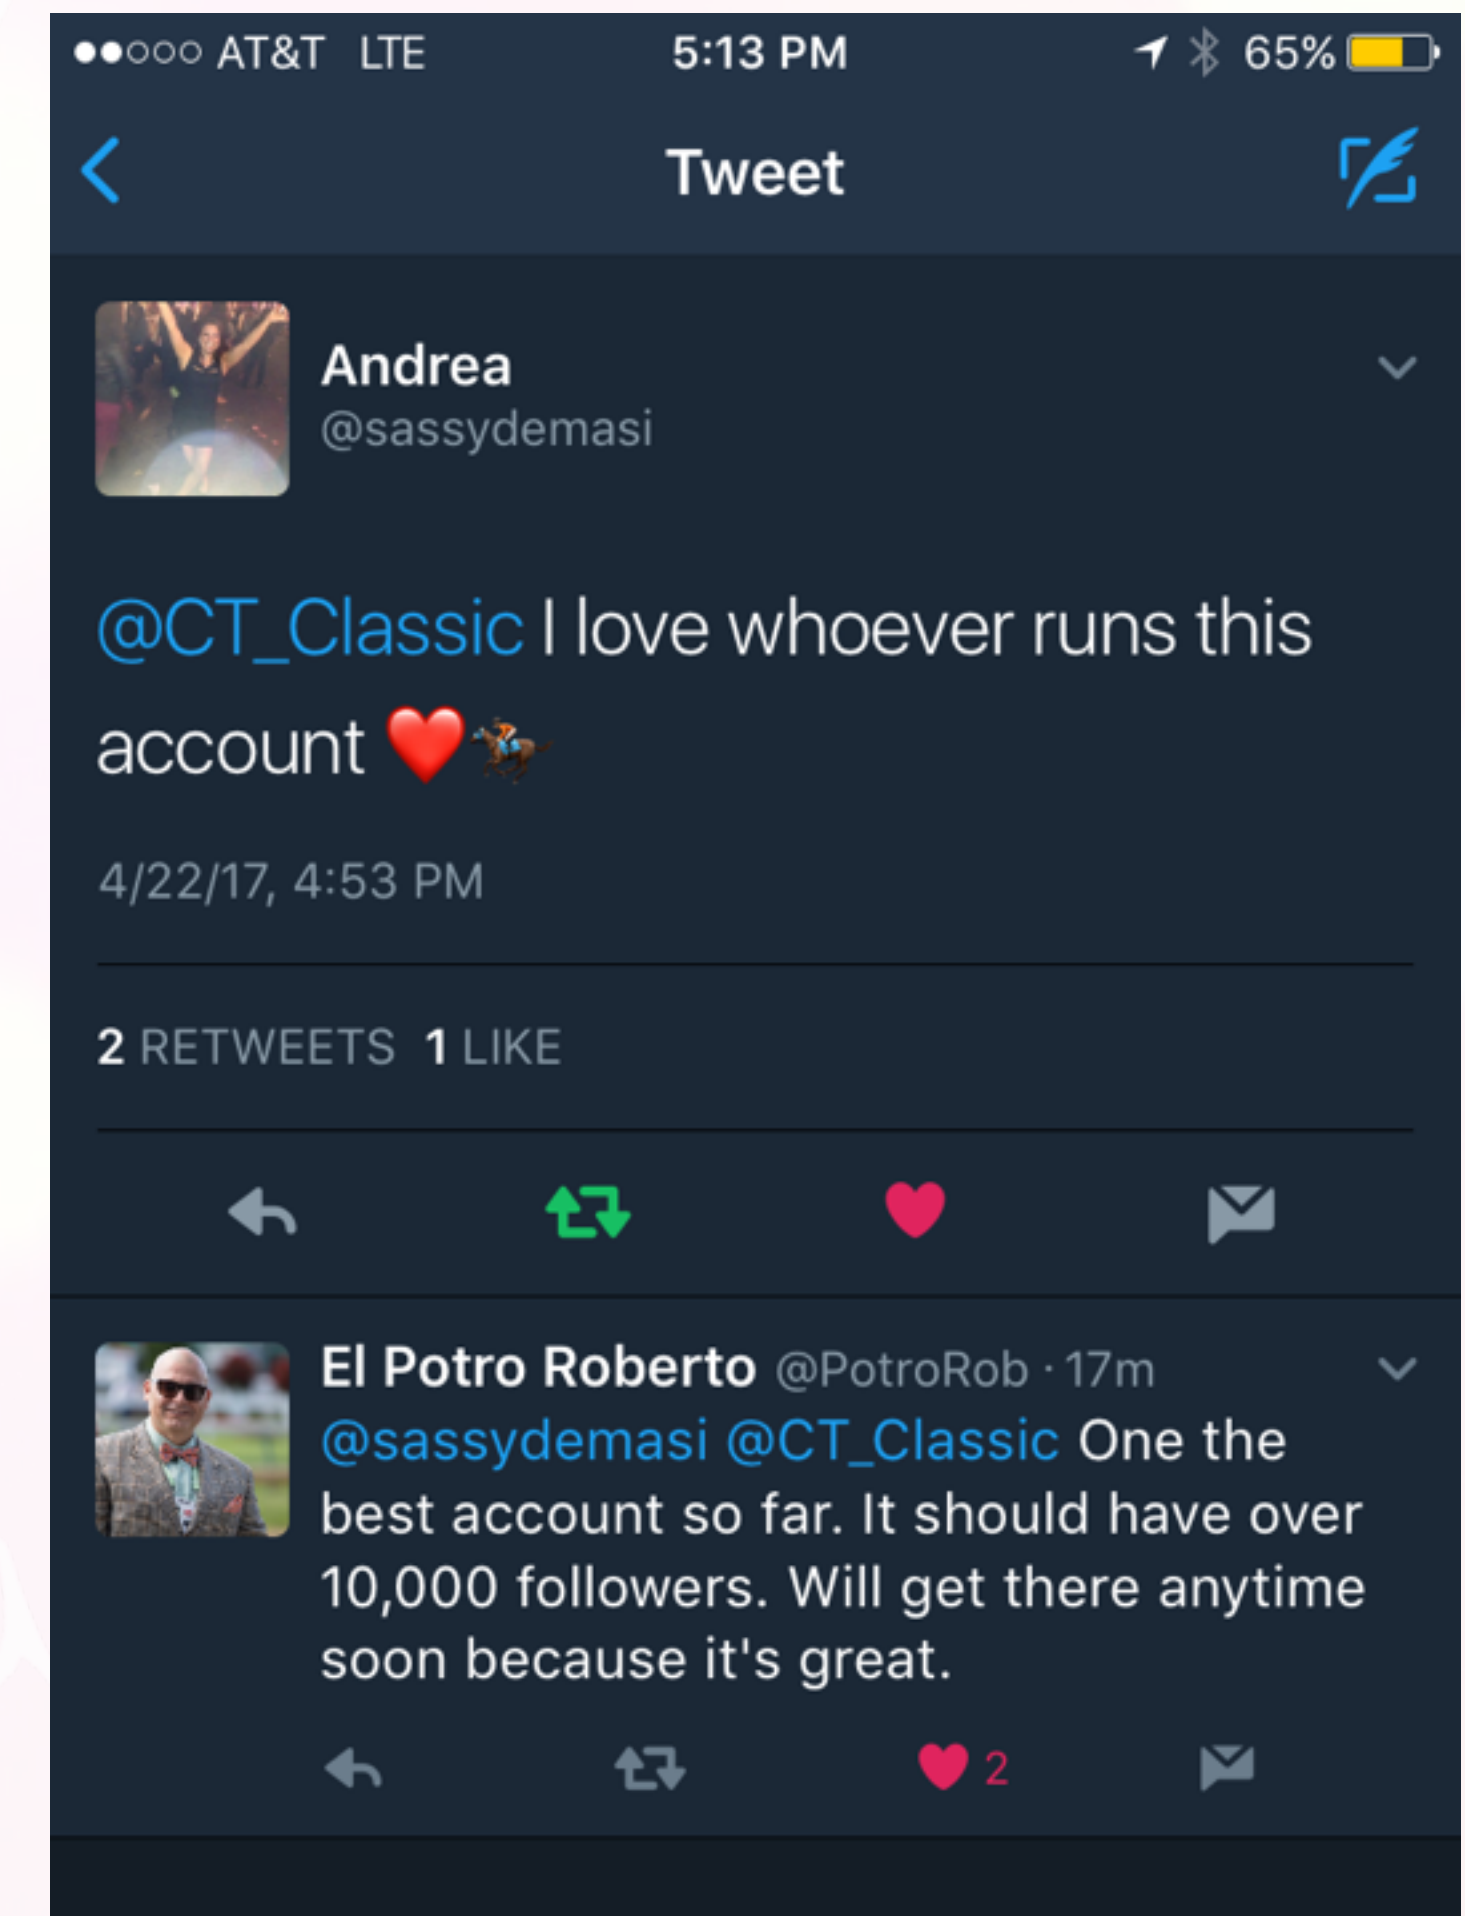 AT&T LTE 5:13 PM 65%
Tweet
Andrea
@sassydemasi
@CT_Classic I love whoever runs this
account ❤️🏇
4/22/17, 4:53 PM
2 RETWEETS 1 LIKE
El Potro Roberto @PotroRob · 17m
@sassydemasi @CT_Classic One the
best account so far. It should have over
10,000 followers. Will get there anytime
soon because it's great.
2